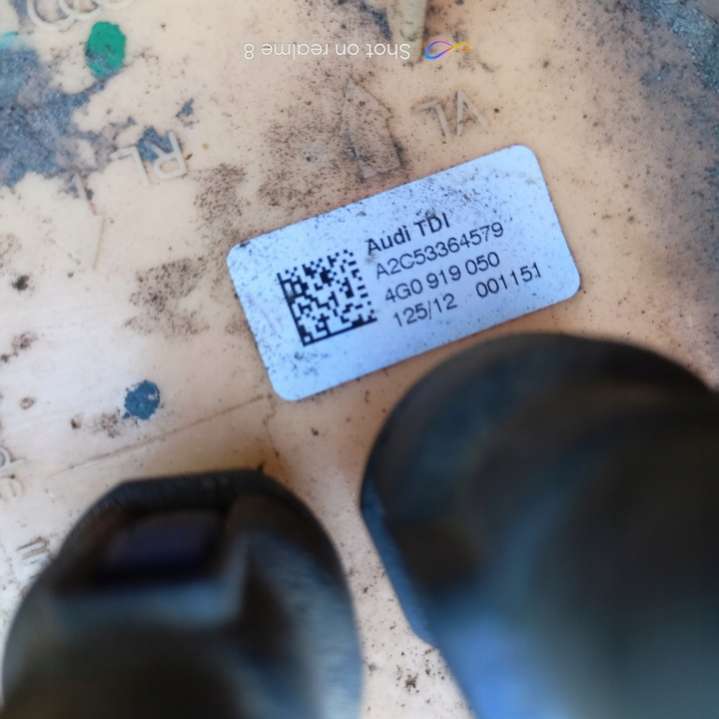 Shot on realme 8
VL
RL
Audi TDI
A2C53364579
4G0 919 050
125/12 001151